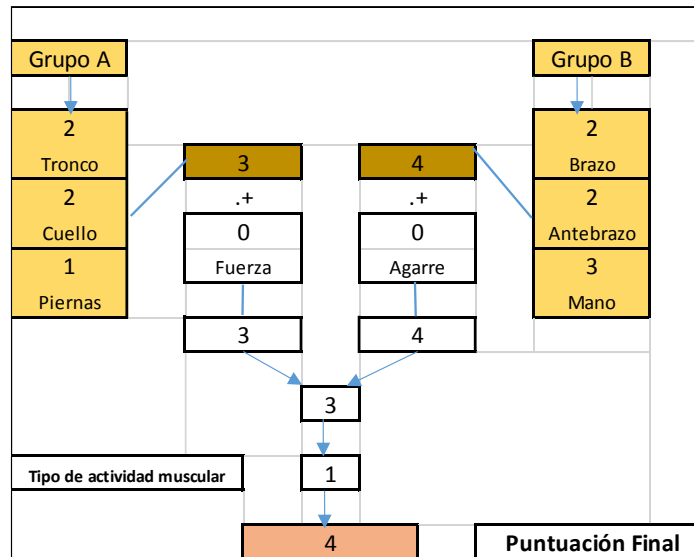 Grupo A
Grupo B
2
Tronco
2
Cuello
1
Piernas
3
.+
0
Fuerza
3
4
.+
0
Agarre
4
2
Brazo
2
Antebrazo
3
Mano
3
Tipo de actividad muscular
1
4
Puntuación Final